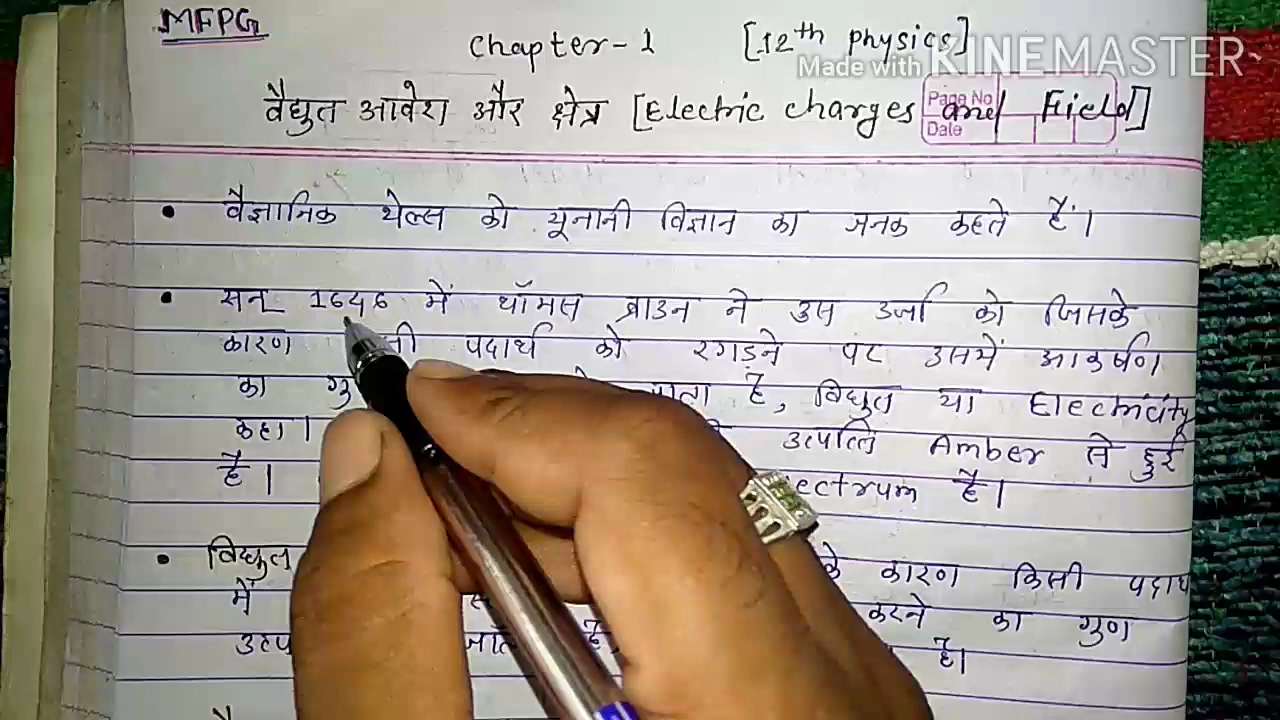 MFPG
Chapter-1 [12th physics]
Made with KINEMASTER
वैद्युत आवेश और क्षेत्र [Electric charges and Field]
Page No
Date
• वैज्ञानिक थेल्स को यूनानी विज्ञान का जनक कहते हैं।
• सन् 1646 में थॉमस ब्राउन ने उस उर्जा को जिसके
कारण पदार्थ को रगड़ने पर उसमें आकर्षण
का है, विद्युत या Electricity
कहा। उत्पत्ति Amber से हुई
है। ectrum है।
• विद्युत के कारण किसी पदार्थ
में करने का गुण
है।